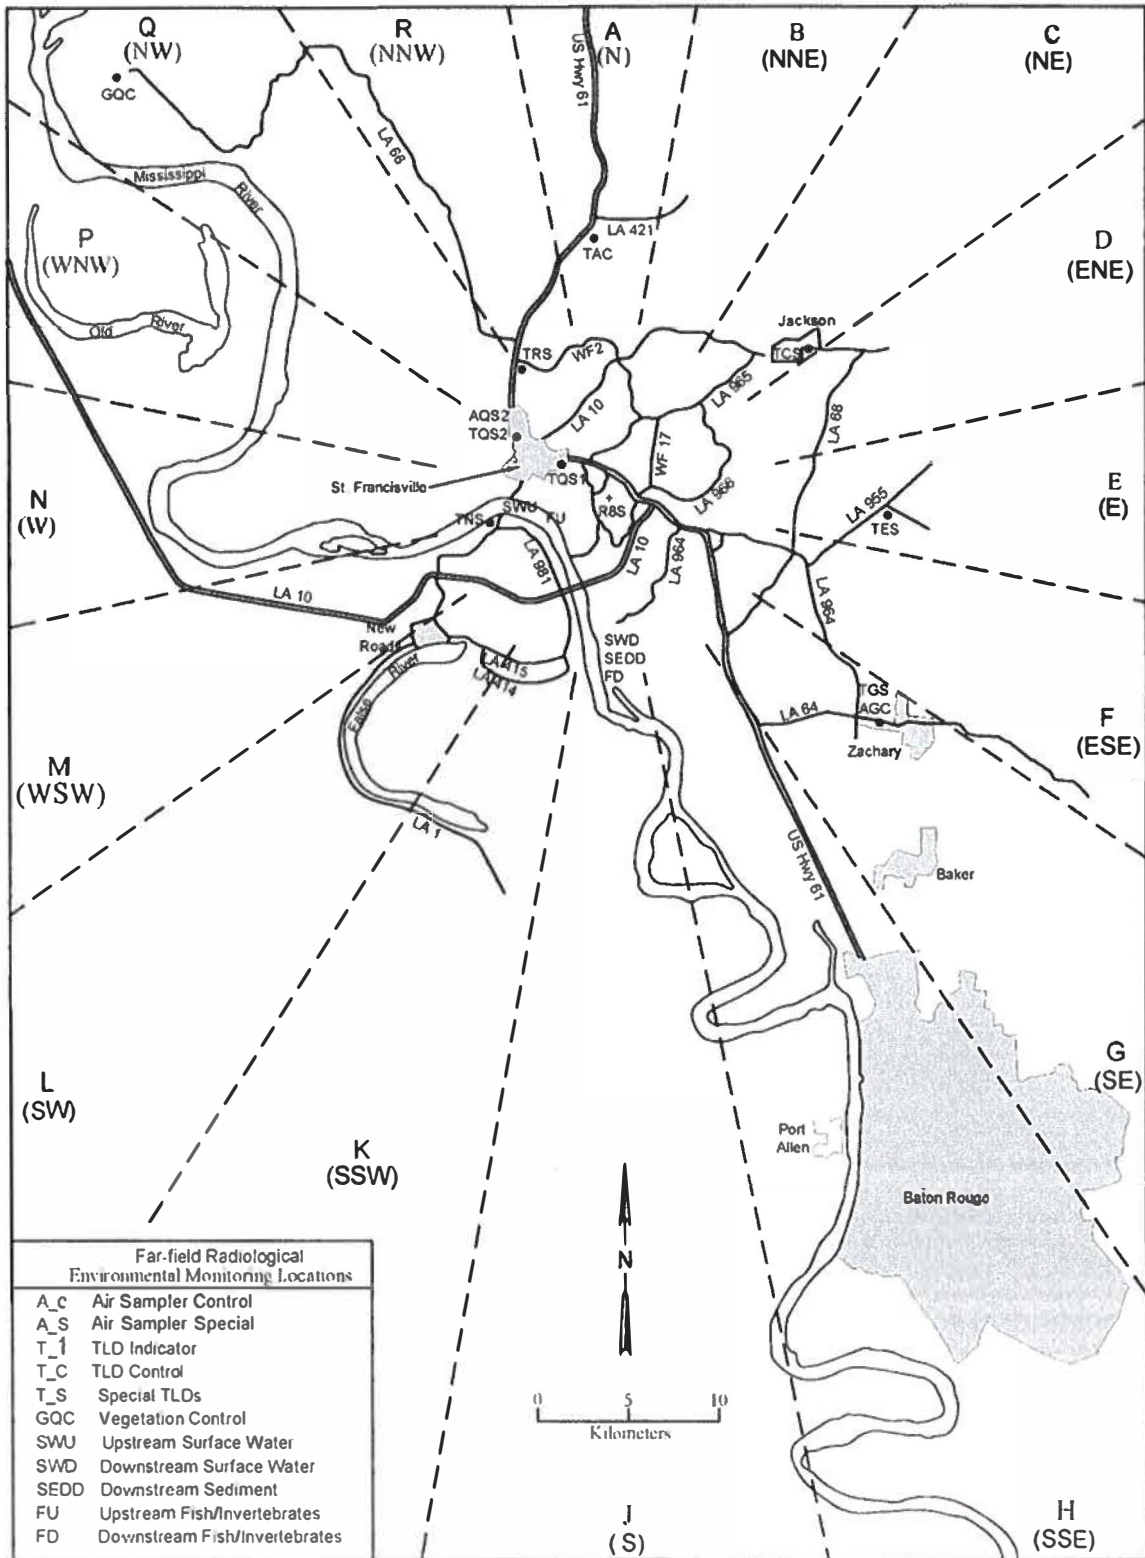 Q
(NW)
R
(NNW)
A
(N)
B
(NNE)
C
(NE)
US Hwy 61
GQC
LA 66
Mississippi
River
P
(WNW)
Old
River
LA 421
TAC
D
(ENE)
Jackson
TCS
TRS
WF2
LA 965
LA 10
LA 68
AQS2
TQS2
WF 17
TQS1
St. Francisville
LA 966
RBS
E
(E)
LA 955
TES
N
(W)
SWU
FU
TNS
LA 981
LA 10
LA 964
LA 10
LA 964
New
Roads
SWD
SEDD
FD
LA 415
LA 414
River
False
TGS
AGC
LA 64
Zachary
F
(ESE)
M
(WSW)
LA 1
US Hwy 61
Baker
L
(SW)
G
(SE)
K
(SSW)
Port
Allen
Baton Rouge
N
Far-field Radiological
Environmental Monitoring Locations
A_C Air Sampler Control
A_S Air Sampler Special
T_1 TLD Indicator
T_C TLD Control
T_S Special TLDs
GQC Vegetation Control
SWU Upstream Surface Water
SWD Downstream Surface Water
SEDD Downstream Sediment
FU Upstream Fish/Invertebrates
FD Downstream Fish/Invertebrates
0 5 10
Kilometers
J
(S)
H
(SSE)